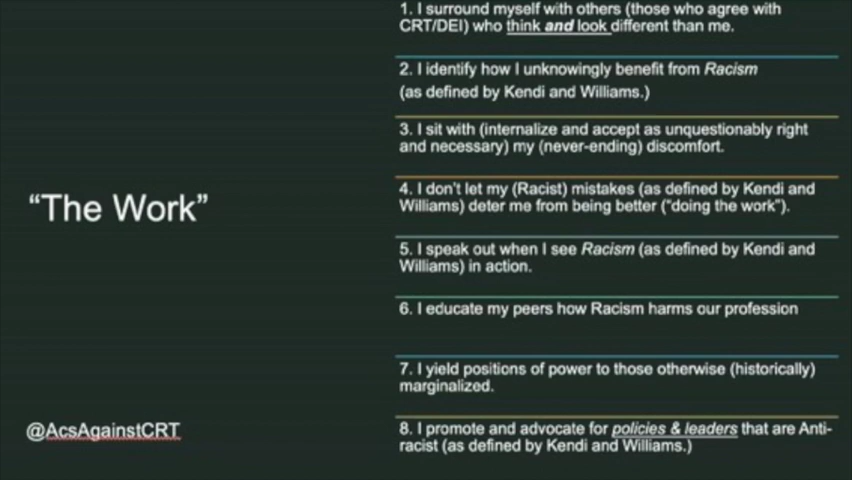 1. I surround myself with others (those who agree with
CRT/DEI) who think and look different than me.
2. I identify how I unknowingly benefit from Racism
(as defined by Kendi and Williams.)
3. I sit with (internalize and accept as unquestionably right
and necessary) my (never-ending) discomfort.
“The Work”
4. I don't let my (Racist) mistakes (as defined by Kendi and
Williams) deter me from being better (“doing the work”).
5. I speak out when I see Racism (as defined by Kendi and
Williams) in action.
6. I educate my peers how Racism harms our profession
7. I yield positions of power to those otherwise (historically)
marginalized.
@AcsAgainstCRT
8. I promote and advocate for policies & leaders that are Anti-
racist (as defined by Kendi and Williams.)